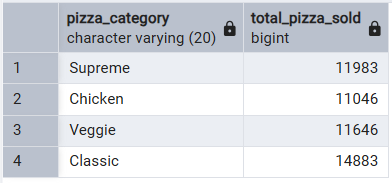 pizza_category total_pizza_sold
character varying (20) bigint
1 Supreme 11983
2 Chicken 11046
3 Veggie 11646
4 Classic 14883